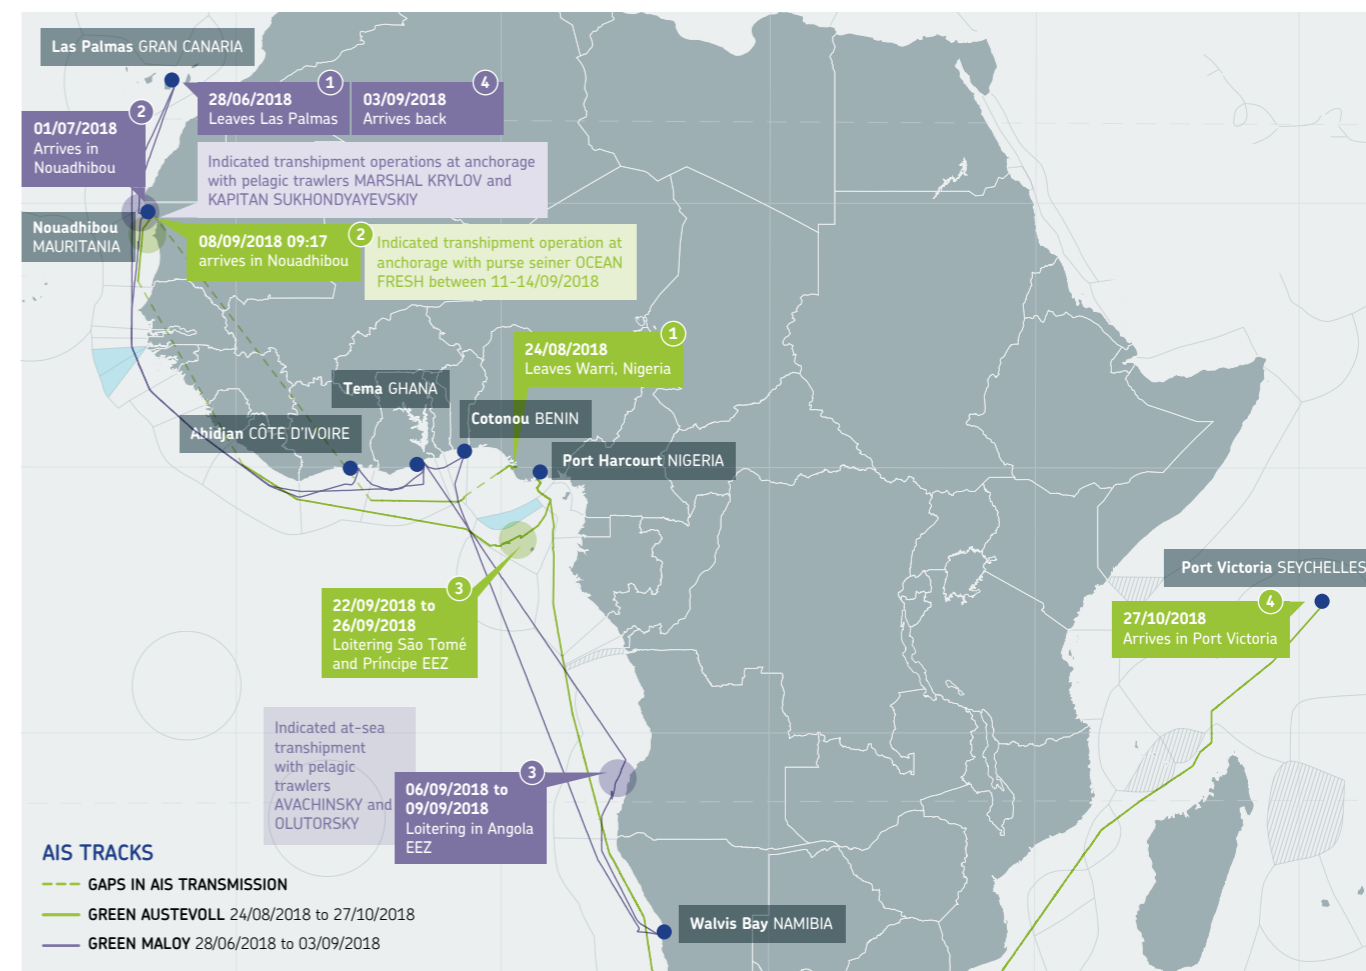 Las Palmas GRAN CANARIA
1
28/06/2018
Leaves Las Palmas
4
03/09/2018
Arrives back
2
01/07/2018
Arrives in
Nouadhibou
Indicated transhipment operations at anchorage
with pelagic trawlers MARSHAL KRYLOV and
KAPITAN SUKHONDYAYEVSKIY
Nouadhibou
MAURITANIA
2
08/09/2018 09:17
arrives in Nouadhibou
Indicated transhipment operation at
anchorage with purse seiner OCEAN
FRESH between 11-14/09/2018
1
24/08/2018
Leaves Warri, Nigeria
Tema GHANA
Cotonou BENIN
Abidjan CÔTE D'IVOIRE
Port Harcourt NIGERIA
Port Victoria SEYCHELLES
3
22/09/2018 to
26/09/2018
Loitering São Tomé
and Príncipe EEZ
4
27/10/2018
Arrives in Port Victoria
Indicated at-sea
transhipment
with pelagic
trawlers
AVACHINSKY and
OLUTORSKY
3
06/09/2018 to
09/09/2018
Loitering in Angola
EEZ
Walvis Bay NAMIBIA
AIS TRACKS
GAPS IN AIS TRANSMISSION
GREEN AUSTEVOLL 24/08/2018 to 27/10/2018
GREEN MALOY 28/06/2018 to 03/09/2018